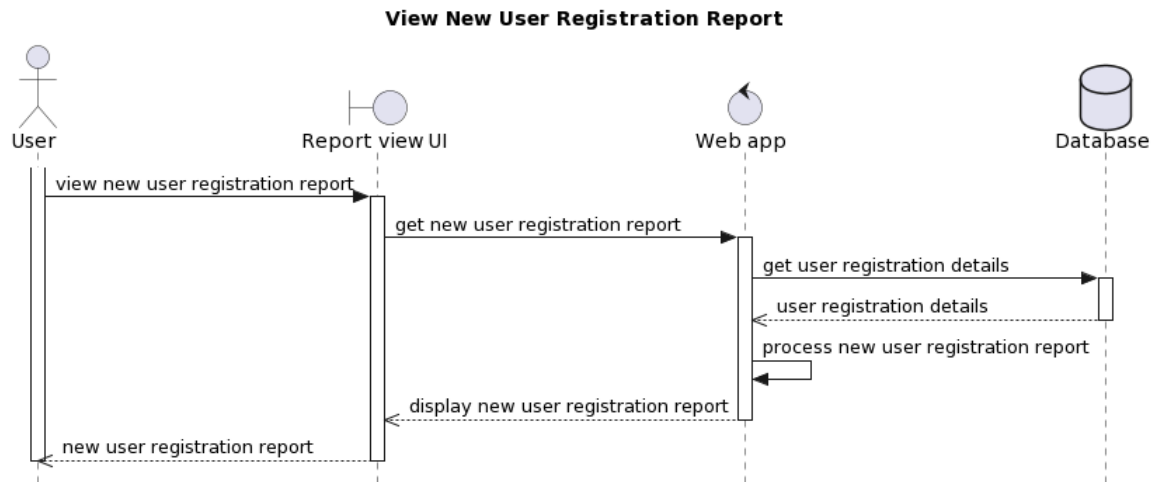 View New User Registration Report
User
Report view UI
Web app
Database
view new user registration report
get new user registration report
get user registration details
user registration details
process new user registration report
display new user registration report
new user registration report